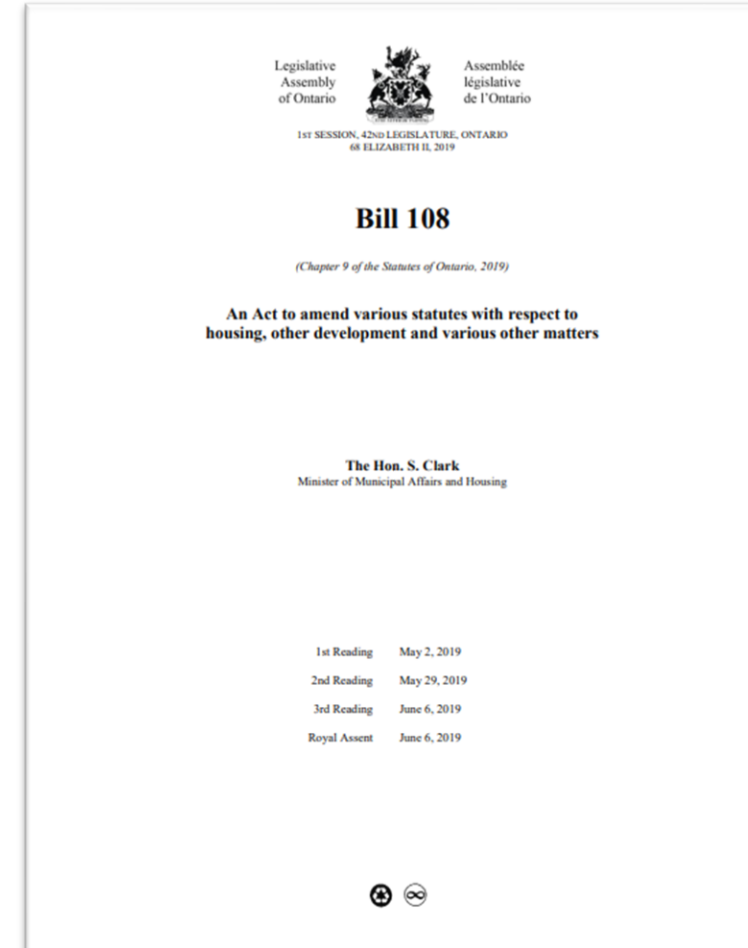 Legislative
Assembly
of Ontario
Assemblée
législative
de l'Ontario
1ST SESSION, 42ND LEGISLATURE, ONTARIO
68 ELIZABETH II, 2019
Bill 108
(Chapter 9 of the Statutes of Ontario, 2019)
An Act to amend various statutes with respect to
housing, other development and various other matters
The Hon. S. Clark
Minister of Municipal Affairs and Housing
1st Reading May 2, 2019
2nd Reading May 29, 2019
3rd Reading June 6, 2019
Royal Assent June 6, 2019